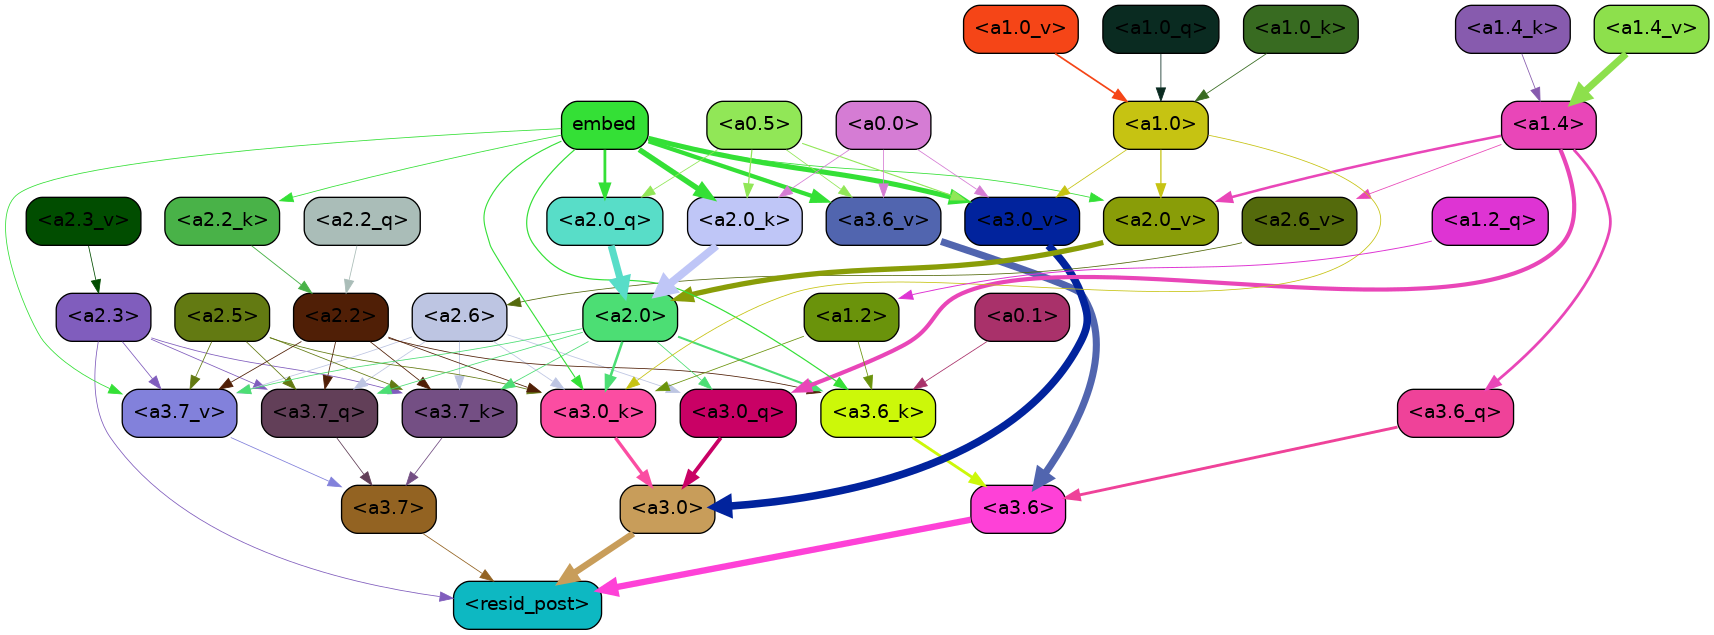 <a1.0_v> <a1.0_q> <a1.0_k> <a1.4_k> <a1.4_v>
embed <a0.5> <a0.0> <a1.0> <a1.4>
<a2.3_v> <a2.2_k> <a2.2_q> <a2.0_q> <a2.0_k> <a3.6_v> <a3.0_v> <a2.0_v> <a2.6_v> <a1.2_q>
<a2.3> <a2.5> <a2.2> <a2.6> <a2.0> <a1.2> <a0.1>
<a3.7_v> <a3.7_q> <a3.7_k> <a3.0_k> <a3.0_q> <a3.6_k> <a3.6_q>
<a3.7> <a3.0> <a3.6>
<resid_post>